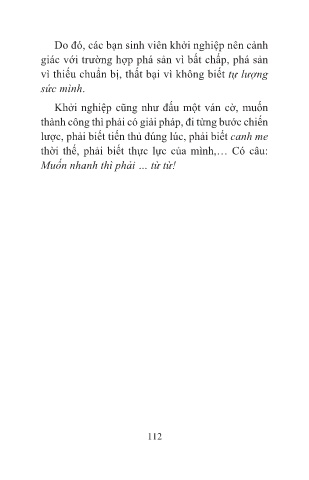 Do đó, các bạn sinh viên khởi nghiệp nên cảnh
giác với trường hợp phá sản vì bất chấp, phá sản
vì thiếu chuẩn bị, thất bại vì không biết tự lượng
sức mình.
Khởi nghiệp cũng như đấu một ván cờ, muốn
thành công thì phải có giải pháp, đi từng bước chiến
lược, phải biết tiến thủ đúng lúc, phải biết canh me
thời thế, phải biết thực lực của mình,… Có câu:
Muốn nhanh thì phải … từ từ!
112